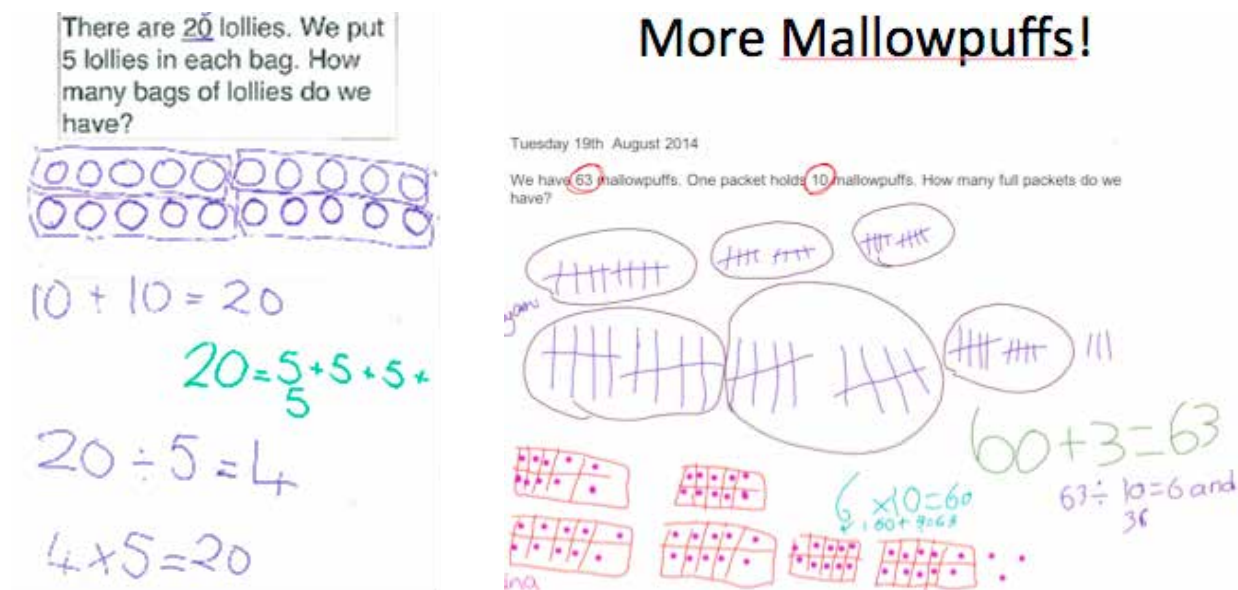 There are 20 lollies. We put
5 lollies in each bag. How
many bags of lollies do we
have?
10 + 10 = 20
20 = 5 + 5 + 5 +
5
20 ÷ 5 = 4
4 x 5 = 20
More Mallowpuffs!
Tuesday 19th August 2014
We have 63 mallowpuffs. One packet holds 10 mallowpuffs. How many full packets do we
have?
60 + 3 = 63
6 x 10 = 60
60 + 3 = 63
63 ÷ 10 = 6 and